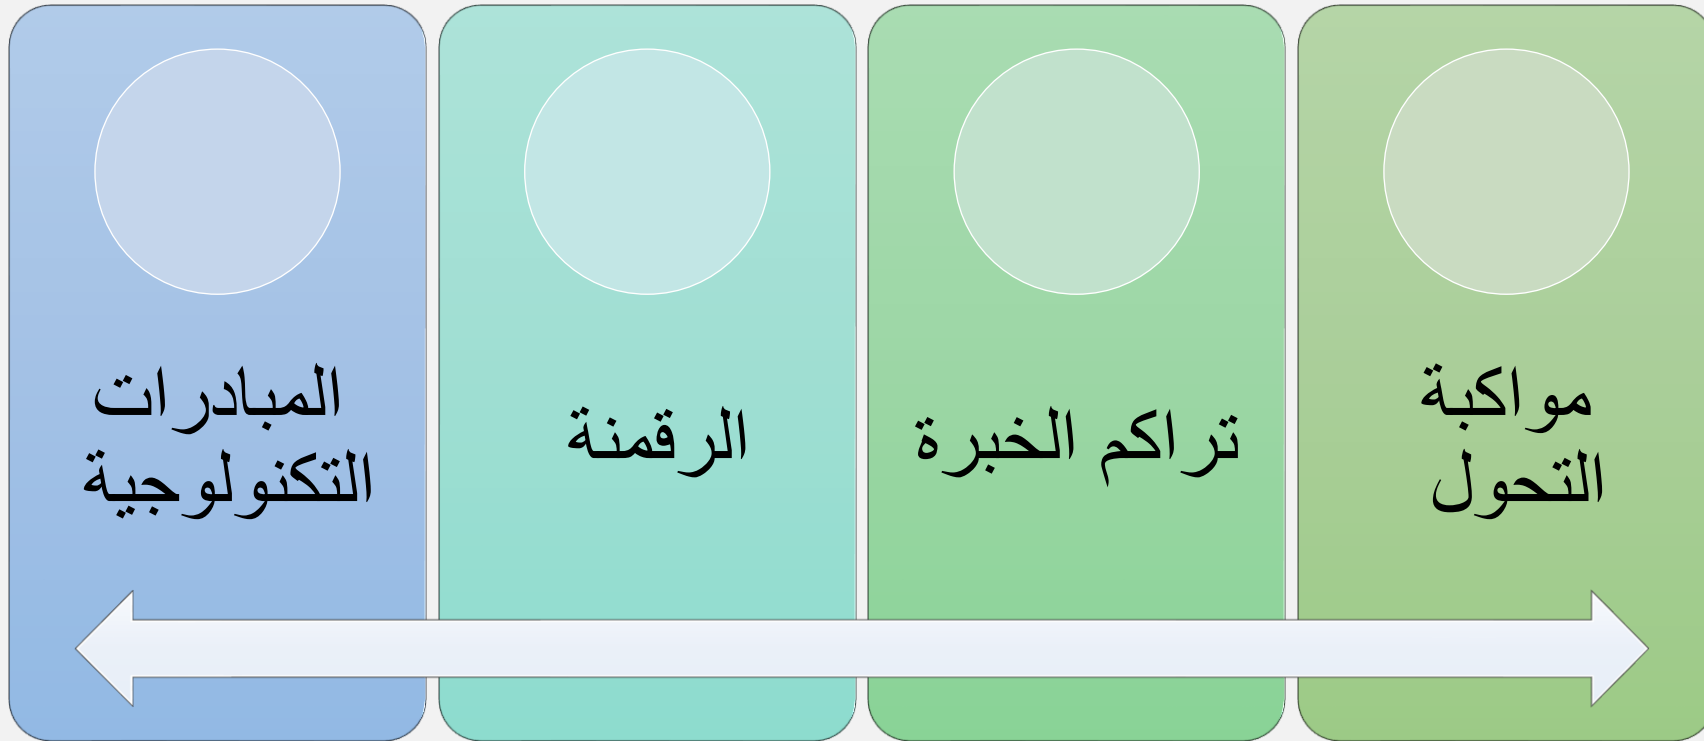 مواكبة
التحول
تراكم الخبرة
الرقمنة
المبادرات
التكنولوجية